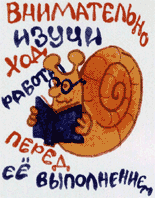 ВНИМАТЕЛЬНО
ИЗУЧИ
ХОД
РАБОТЫ
ПЕРЕД
ЕЁ ВЫПОЛНЕНИЕМ